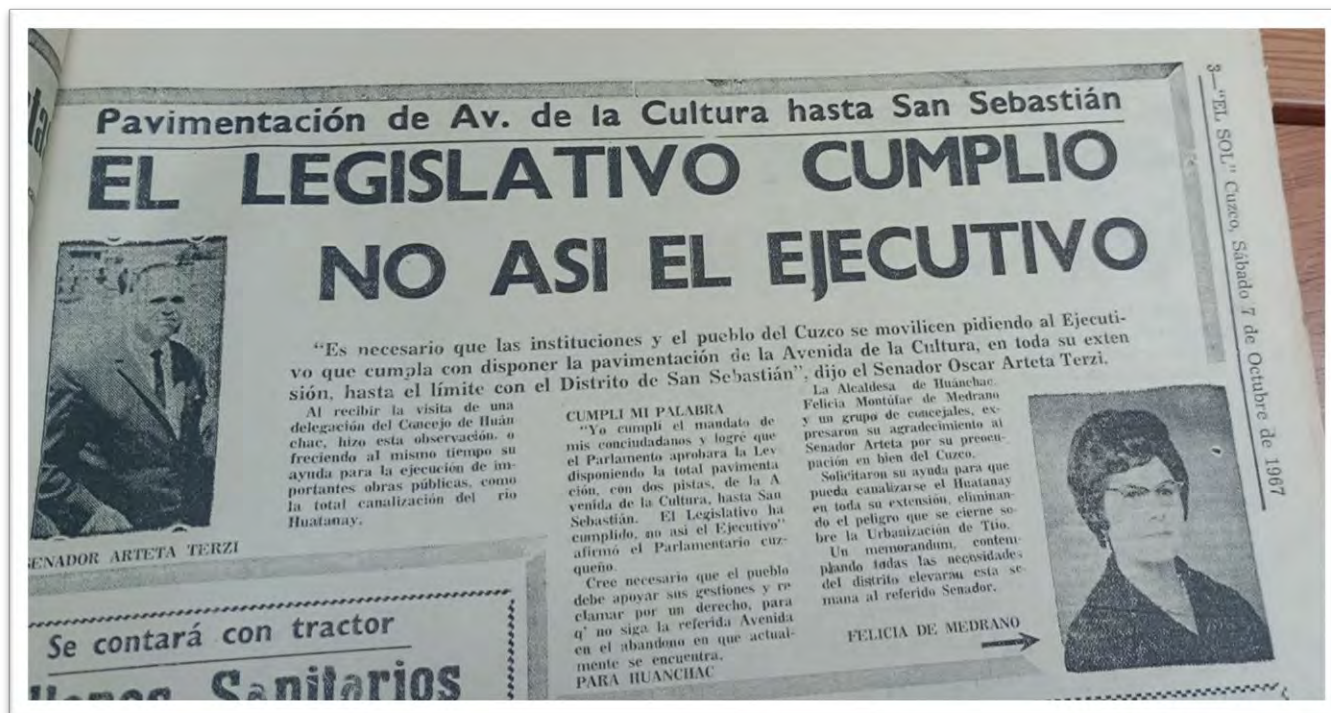 Pavimentación de Av. de la Cultura hasta San Sebastián
EL LEGISLATIVO CUMPLIO
NO ASI EL EJECUTIVO
"Es necesario que las instituciones y el pueblo del Cuzco se movilicen pidiendo al Ejecuti-
vo que cumpla con disponer la pavimentación de la Avenida de la Cultura, en toda su exten
sión, hasta el límite con el Distrito de San Sebastián", dijo el Senador Oscar Arteta Terzi.
Al recibir la visita de una
delegación del Concejo de Huán
chac, hizo esta observación, o
freciendo al mismo tiempo su
ayuda para la ejecución de im-
portantes obras públicas, como
la total canalización del río
Huatanay.
SENADOR ARTETA TERZI
CUMPLI MI PALABRA
"Yo cumplí el mandato de
mis conciudadanos y logré que
el Parlamento aprobara la Ley
disponiendo la total pavimenta
ción, con dos pistas, de la A
venida de la Cultura, hasta San
Sebastián. El Legislativo ha
cumplido, no así el Ejecutivo"
afirmó el Parlamentario cuz-
queño.
Cree necesario que el pueblo
debe apoyar sus gestiones y re
clamar por un derecho, para
q' no siga la referida Avenida
en el abandono en que actual-
mente se encuentra.
PARA HUANCHAC
La Alcaldesa de Huánchac,
Felicia Montúfar de Medrano
y un grupo de concejales, ex-
presaron su agradecimiento al
Senador Arteta por su preocu-
pación en bien del Cuzco.
Solicitaron su ayuda para que
pueda canalizarse el Huatanay
en toda su extensión, eliminan-
do el peligro que se cierne so-
bre la Urbanización de Ttio.
Un memorandum, contem-
plando todas las necesidades
del distrito elevarán esta se-
mana al referido Senador.
FELICIA DE MEDRANO
3—"EL SOL" Cuzco, Sábado 7 de Octubre de 1967
Se contará con tractor
Sanitarios